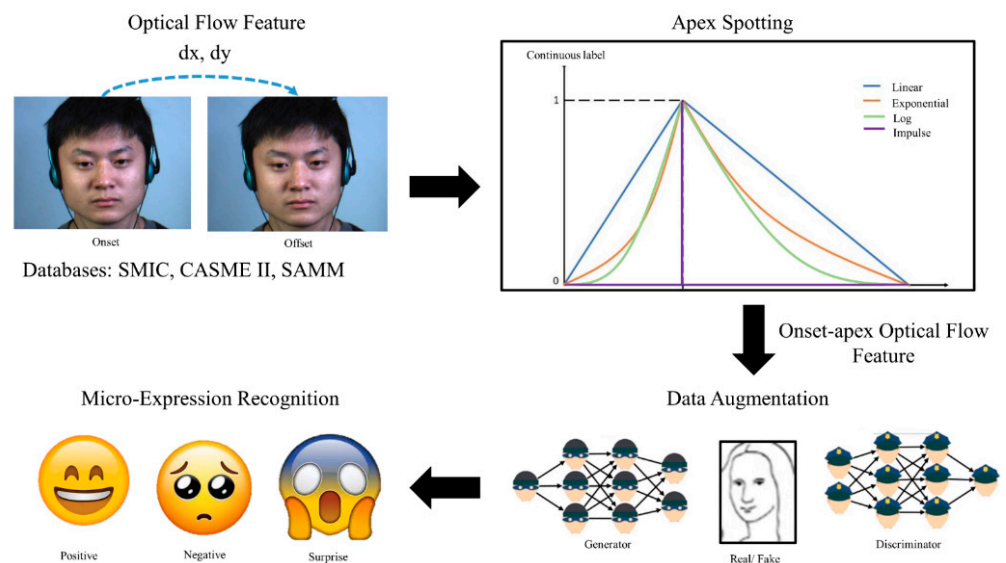 Optical Flow Feature
dx, dy
Onset
Offset
Databases: SMIC, CASME II, SAMM
Apex Spotting
Continuous label
1
0
Linear
Exponential
Log
Impulse
Onset-apex Optical Flow
Feature
Data Augmentation
Generator
Real/ Fake
Discriminator
Micro-Expression Recognition
Positive
Negative
Surprise